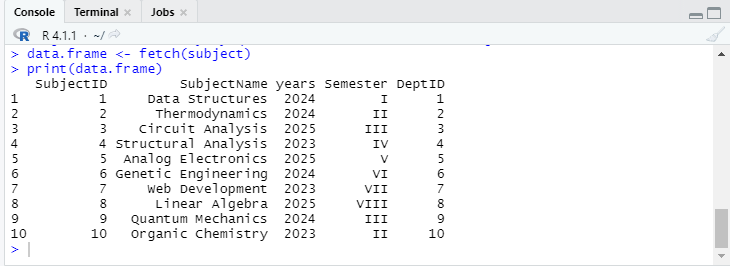 Console Terminal Jobs
R 4.1.1 · ~/
> data.frame <- fetch(subject)
> print(data.frame)
   SubjectID           SubjectName years Semester DeptID
1          1       Data Structures  2024        I      1
2          2        Thermodynamics  2024       II      2
3          3      Circuit Analysis  2025      III      3
4          4   Structural Analysis  2023       IV      4
5          5    Analog Electronics  2025        V      5
6          6   Genetic Engineering  2024       VI      6
7          7       Web Development  2023      VII      7
8          8        Linear Algebra  2025     VIII      8
9          9     Quantum Mechanics  2024      III      9
10        10     Organic Chemistry  2023       II     10
>